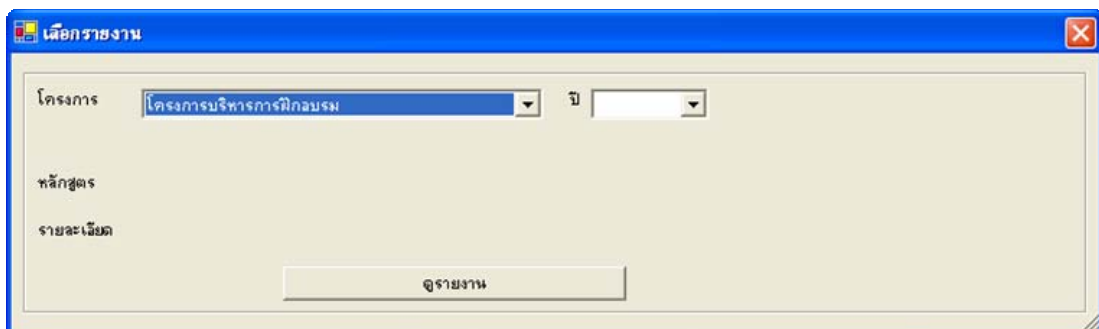 เลือกรายงาน
โครงการ โครงการบริหารการฝึกอบรม ปี
หลักสูตร
รายละเอียด
ดูรายงาน